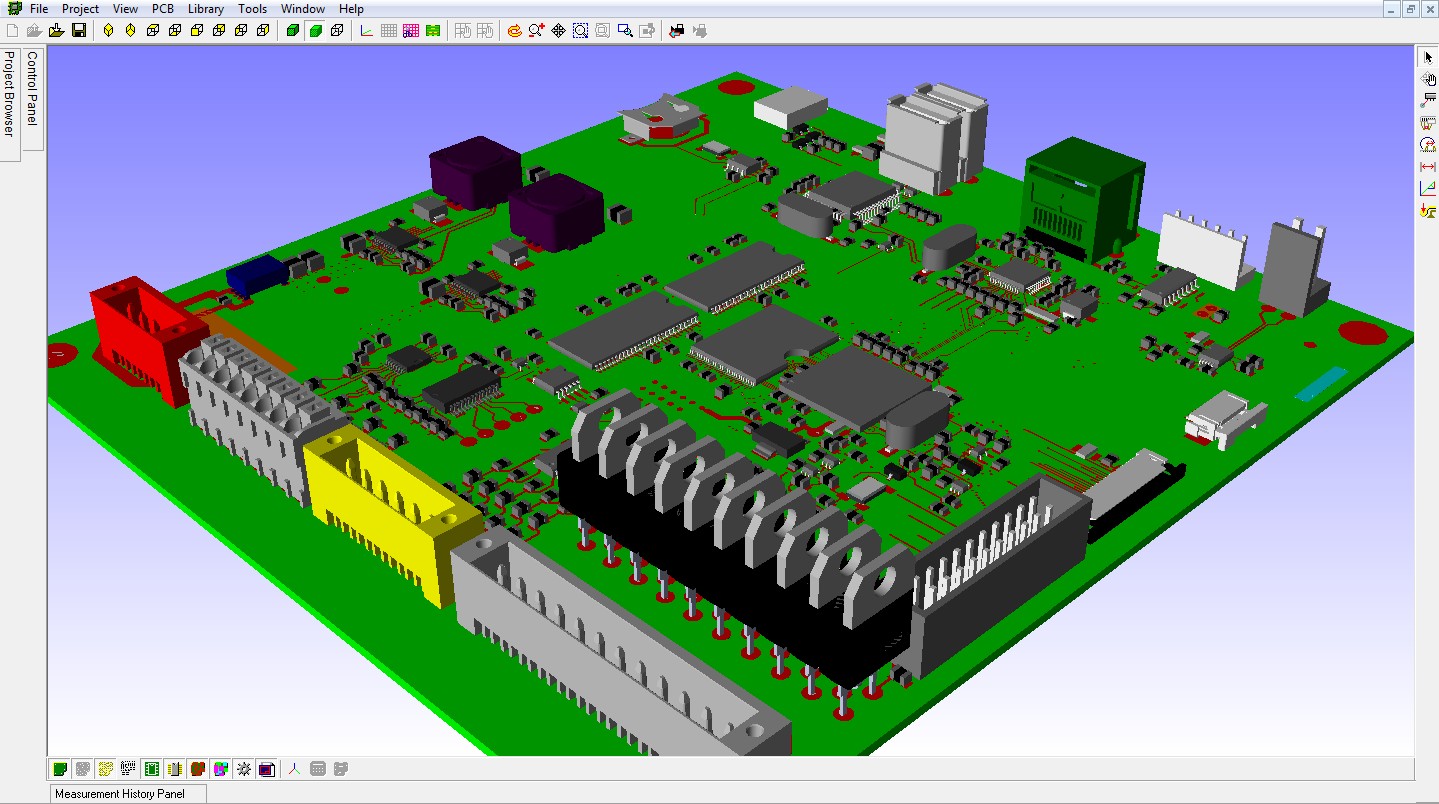 File Project View PCB Library Tools Window Help
Project Browser
Control Panel
Measurement History Panel